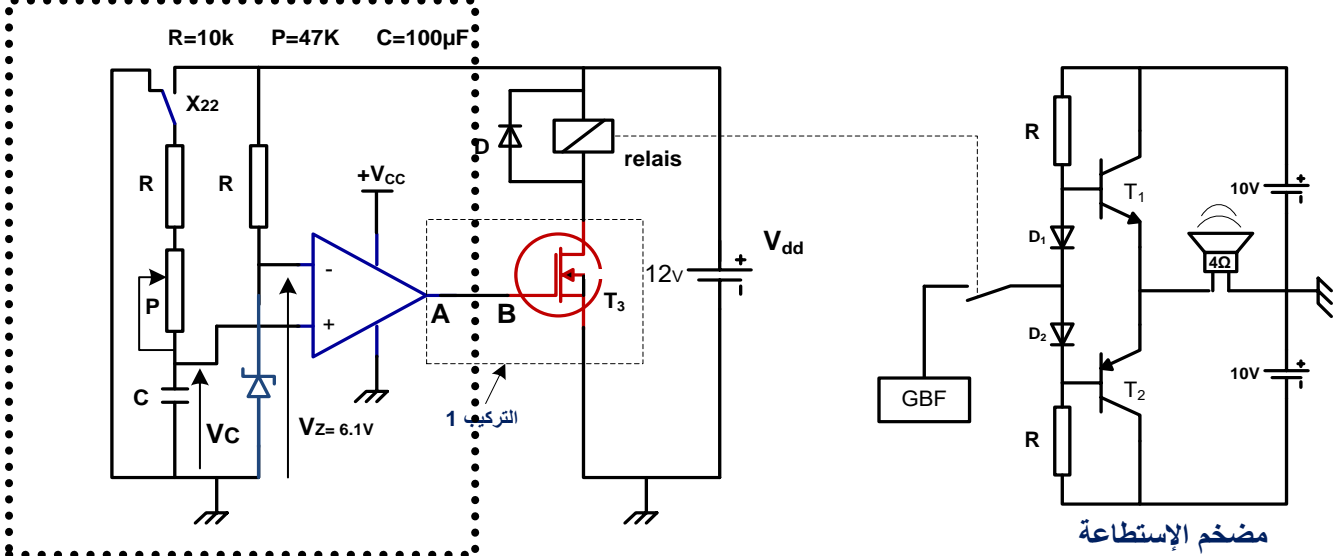 R=10k P=47K C=100µF
X22
R
R
+VCC
D
relais
P
-
+
A
B
T3
12V
Vdd
+
-
C
VC
VZ= 6.1V
التركيب 1
GBF
R
T1
D1
D2
T2
R
4Ω
10V
+
-
10V
+
-
مضخم الإستطاعة